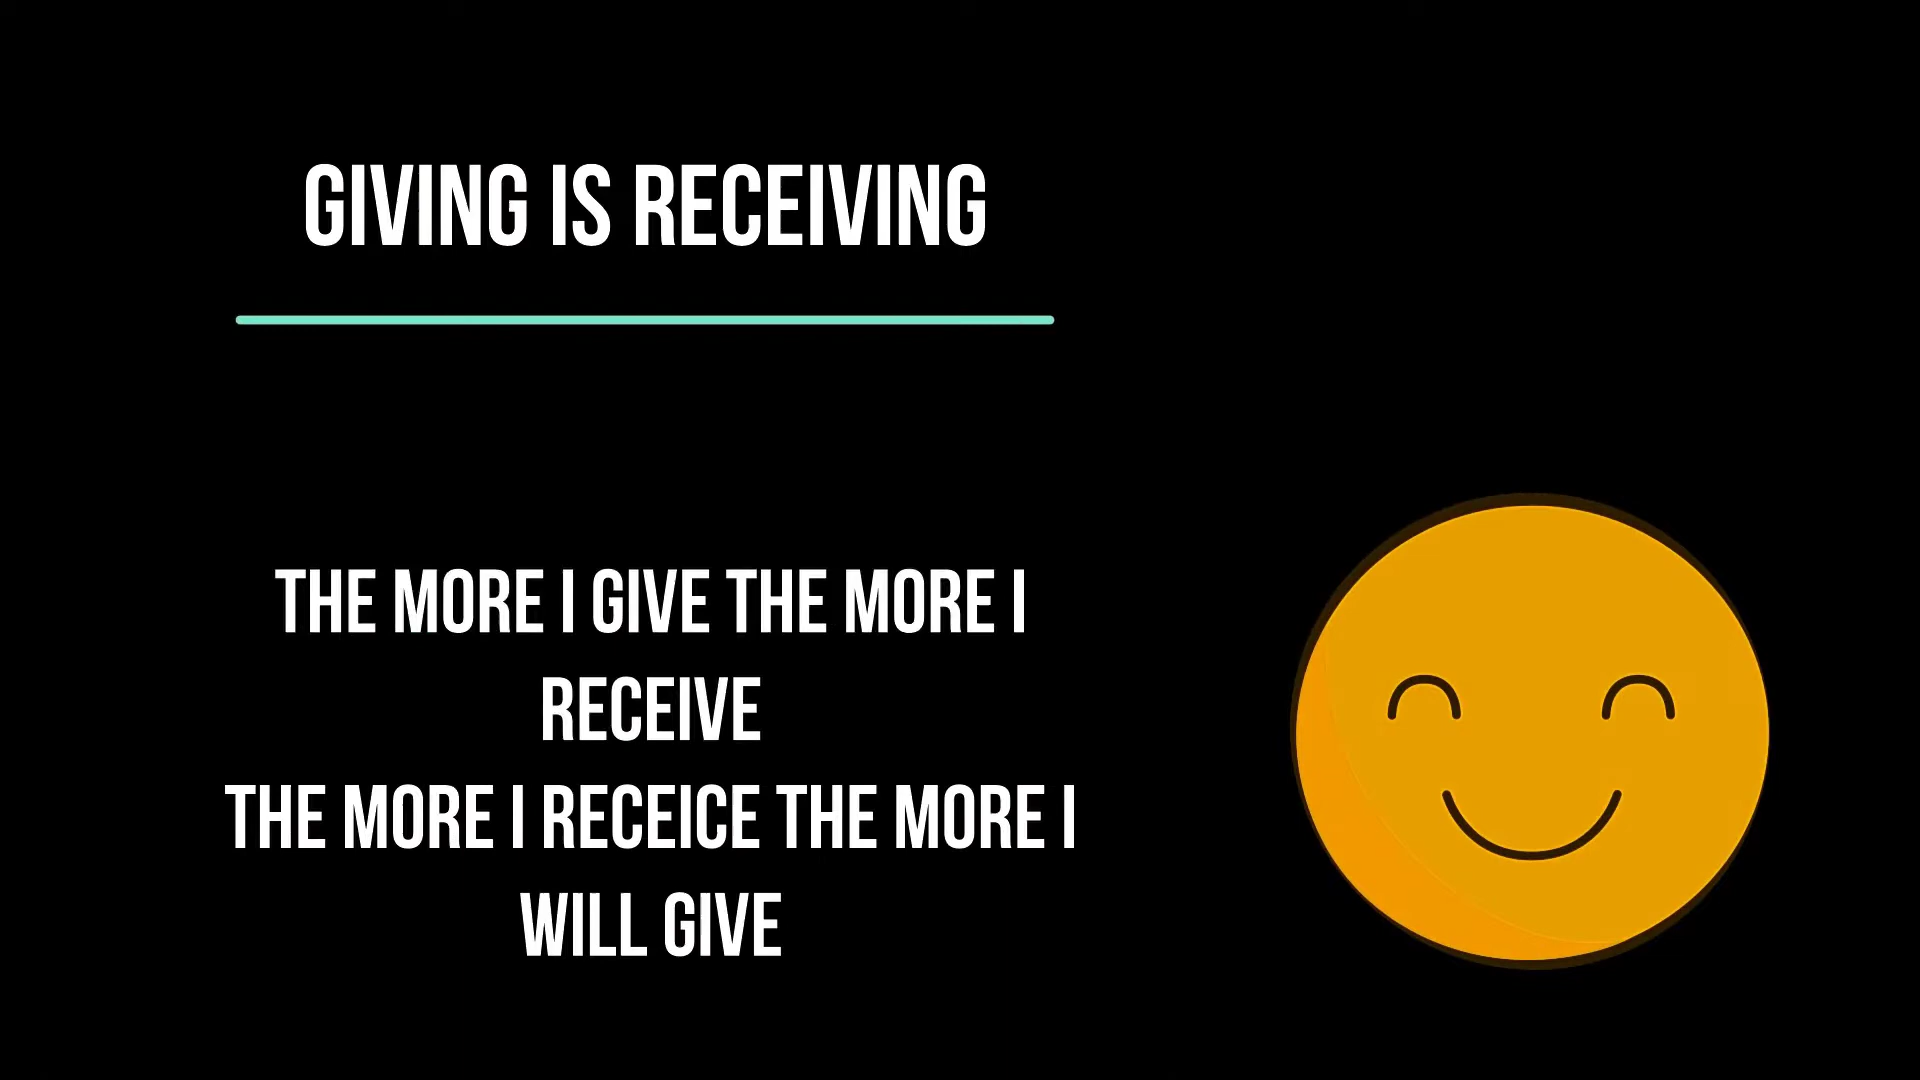 GIVING IS RECEIVING
THE MORE I GIVE THE MORE I
RECEIVE
THE MORE I RECEICE THE MORE I
WILL GIVE